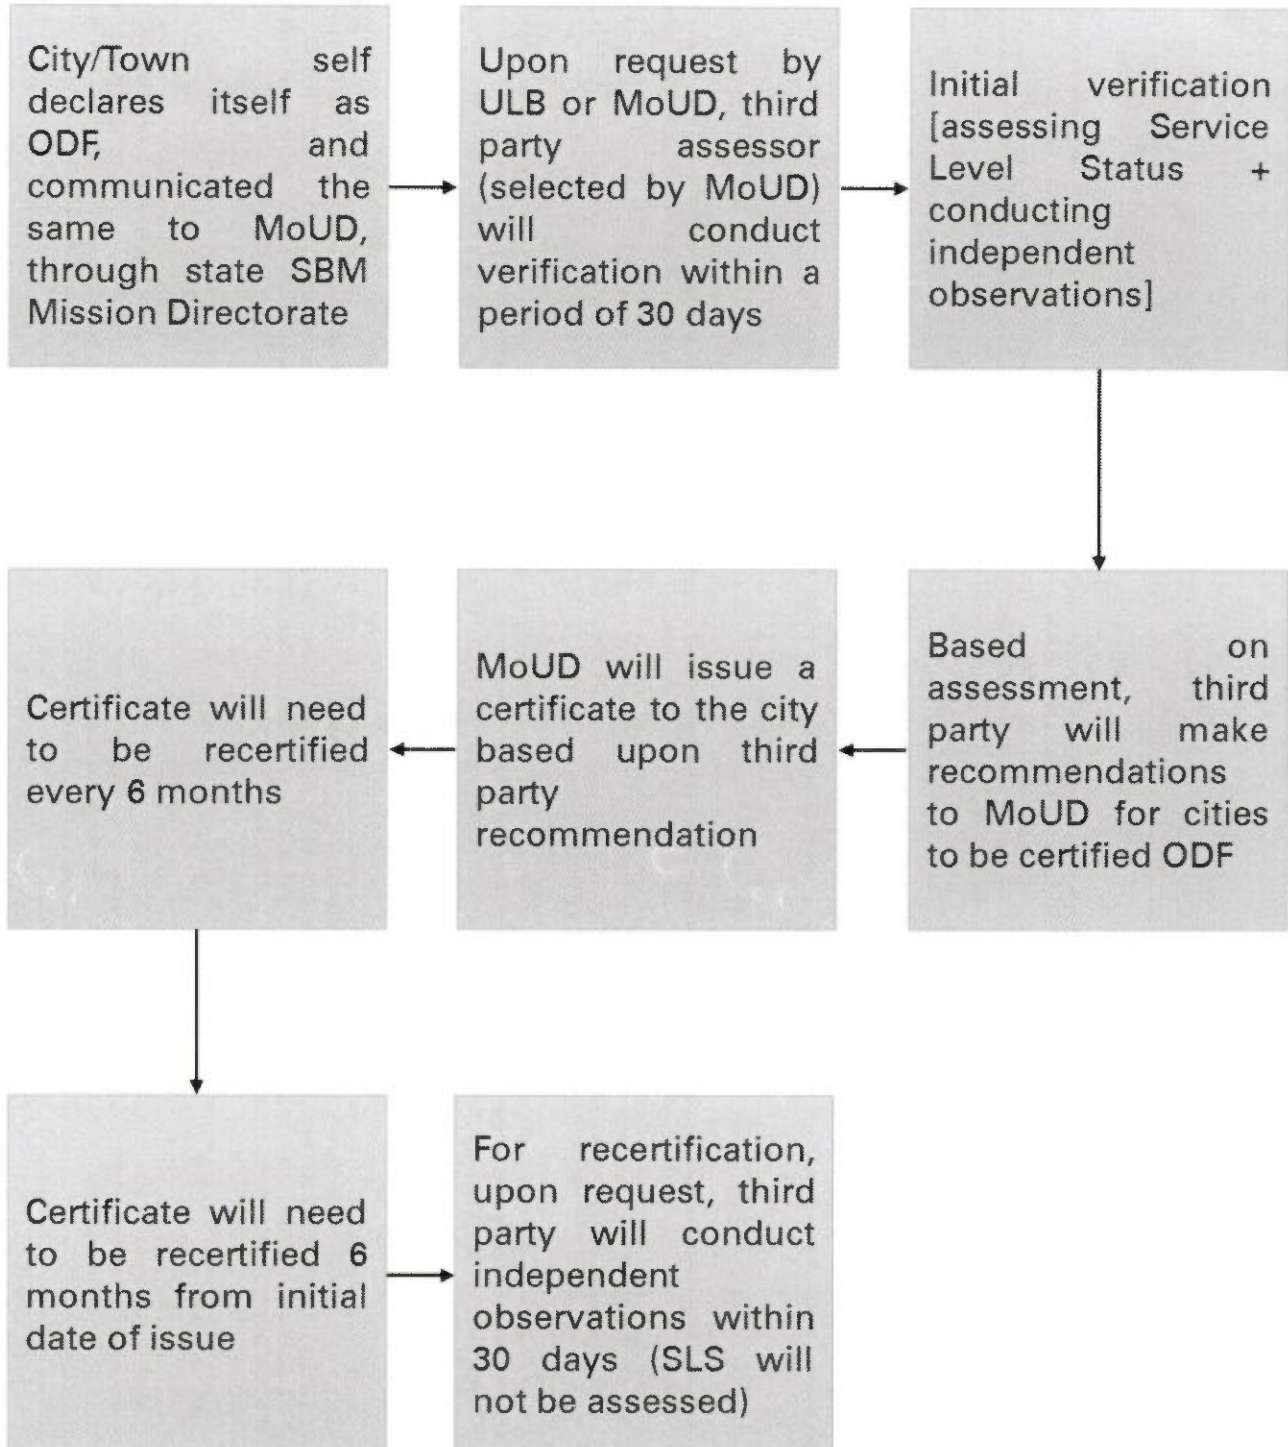 City/Town self
declares itself as
ODF, and
communicated the
same to MoUD,
through state SBM
Mission Directorate
Upon request by
ULB or MoUD, third
party assessor
(selected by MoUD)
will conduct
verification within a
period of 30 days
Initial verification
[assessing Service
Level Status +
conducting
independent
observations]
Based on
assessment, third
party will make
recommendations
to MoUD for cities
to be certified ODF
MoUD will issue a
certificate to the city
based upon third
party
recommendation
Certificate will need
to be recertified
every 6 months
Certificate will need
to be recertified 6
months from initial
date of issue
For recertification,
upon request, third
party will conduct
independent
observations within
30 days (SLS will
not be assessed)